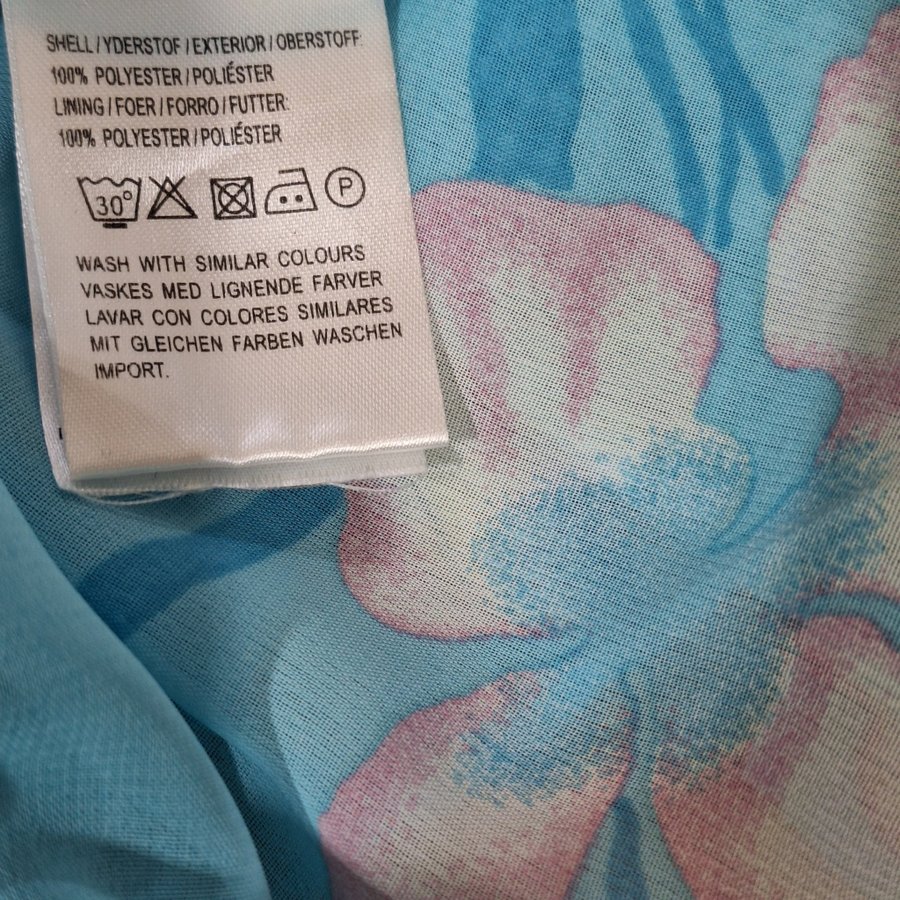 SHELL/YDERSTOF/EXTERIOR/OBERSTOFF:
100% POLYESTER/POLIÉSTER
LINING/FOER/FORRO/FUTTER:
100% POLYESTER/POLIÉSTER
30° P
WASH WITH SIMILAR COLOURS
VASKES MED LIGNENDE FARVER
LAVAR CON COLORES SIMILARES
MIT GLEICHEN FARBEN WASCHEN
IMPORT.